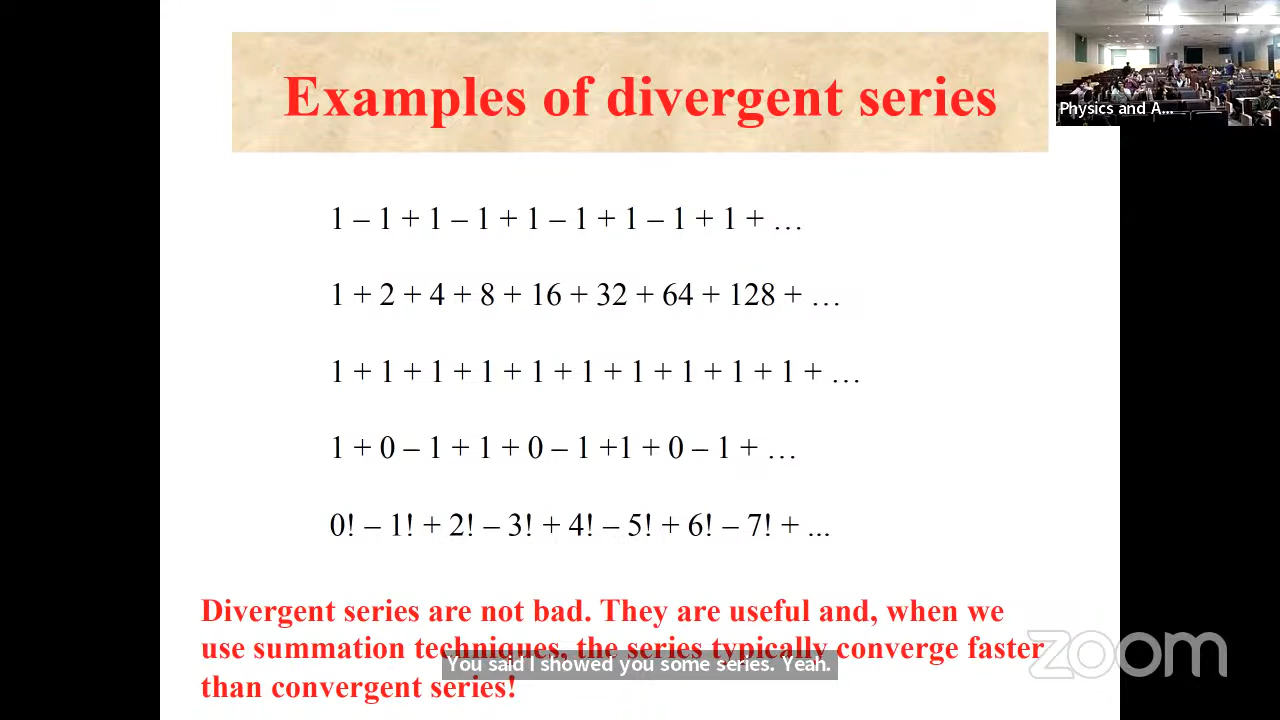 Examples of divergent series
Physics and A...
1 – 1 + 1 – 1 + 1 – 1 + 1 – 1 + 1 + …
1 + 2 + 4 + 8 + 16 + 32 + 64 + 128 + …
1 + 1 + 1 + 1 + 1 + 1 + 1 + 1 + 1 + 1 + …
1 + 0 – 1 + 1 + 0 – 1 +1 + 0 – 1 + …
0! – 1! + 2! – 3! + 4! – 5! + 6! – 7! + ...
Divergent series are not bad. They are useful and, when we
use summation techniques, the series typically converge faster
than convergent series!
You said I showed you some series. Yeah.
zoom